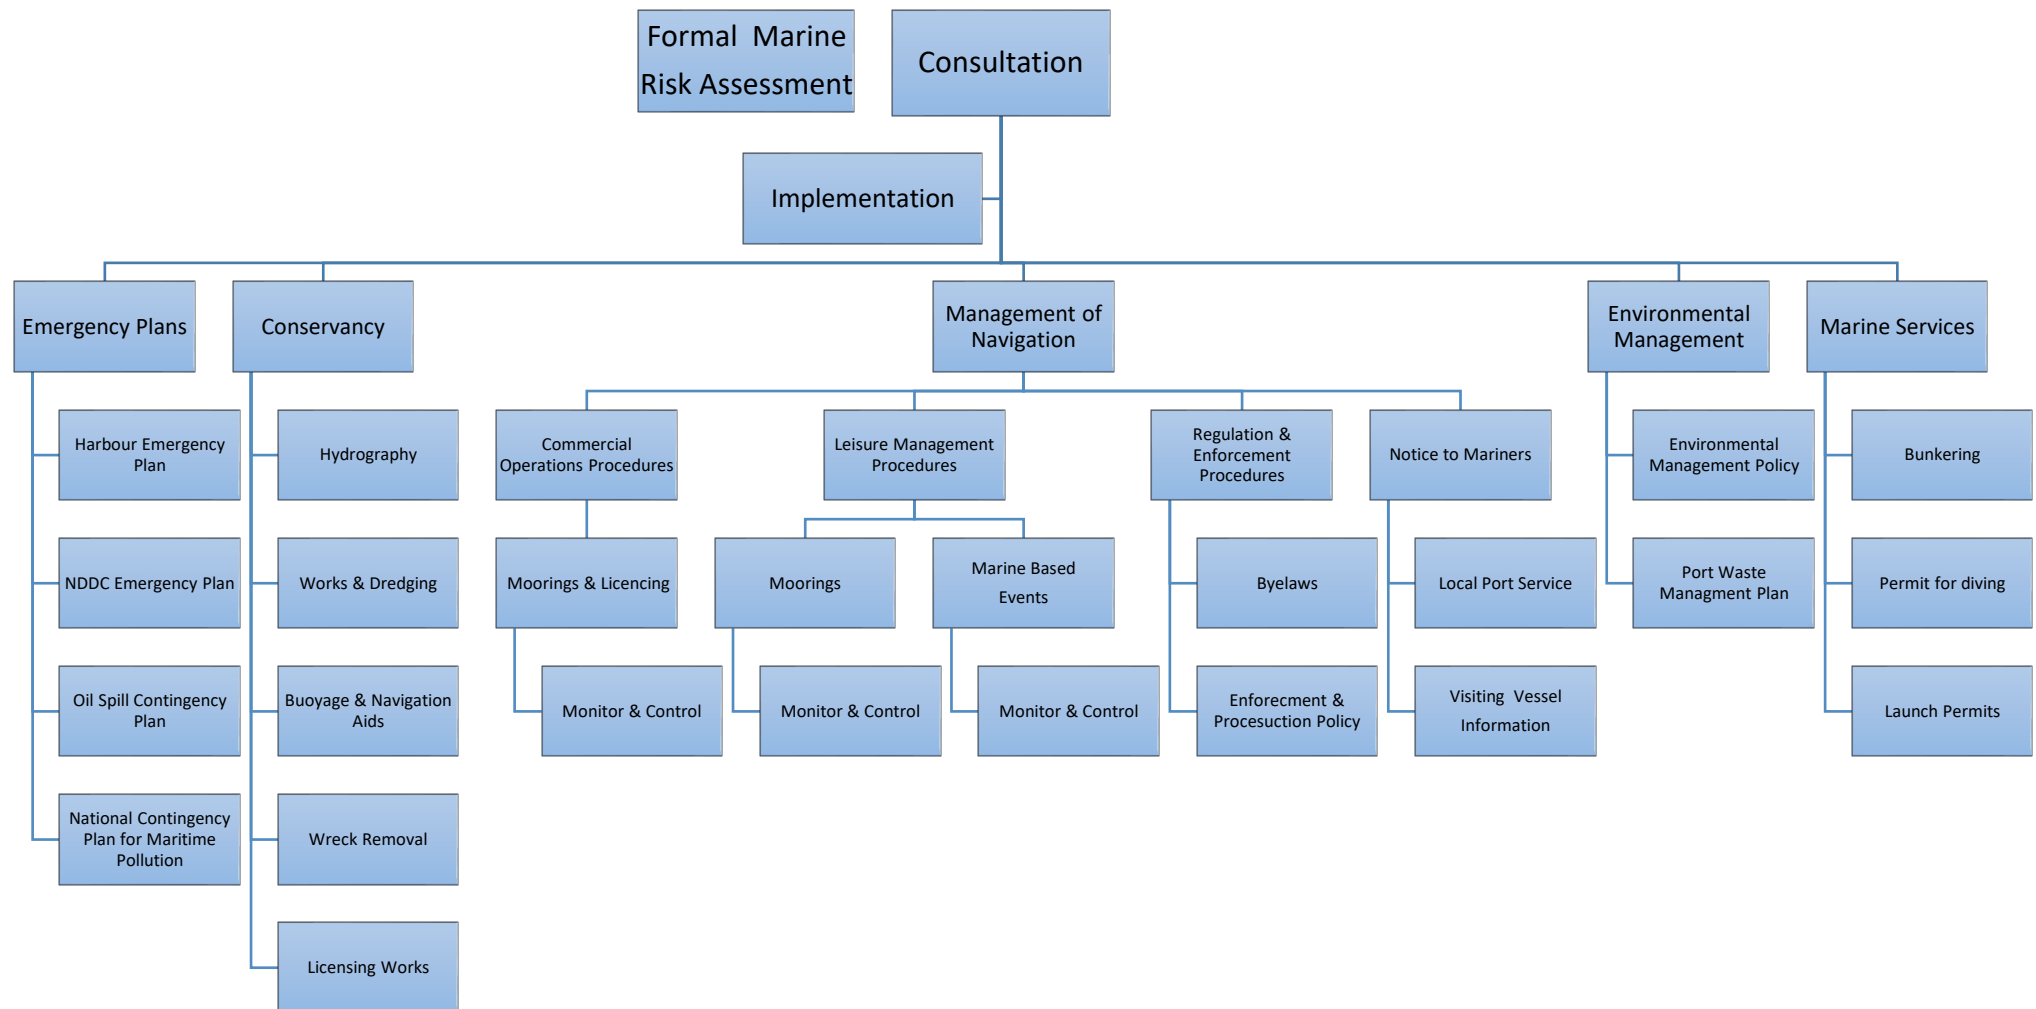 Formal Marine
Risk Assessment
Consultation
Implementation
Emergency Plans
Conservancy
Management of
Navigation
Environmental
Management
Marine Services
Harbour Emergency
Plan
Hydrography
Commercial
Operations Procedures
Leisure Management
Procedures
Regulation &
Enforcement
Procedures
Notice to Mariners
Environmental
Management Policy
Bunkering
NDDC Emergency Plan
Works & Dredging
Moorings & Licencing
Moorings
Marine Based
Events
Byelaws
Local Port Service
Port Waste
Managment Plan
Permit for diving
Oil Spill Contingency
Plan
Buoyage & Navigation
Aids
Monitor & Control
Monitor & Control
Monitor & Control
Enforecment &
Procesuction Policy
Visiting Vessel
Information
Launch Permits
National Contingency
Plan for Maritime
Pollution
Wreck Removal
Licensing Works